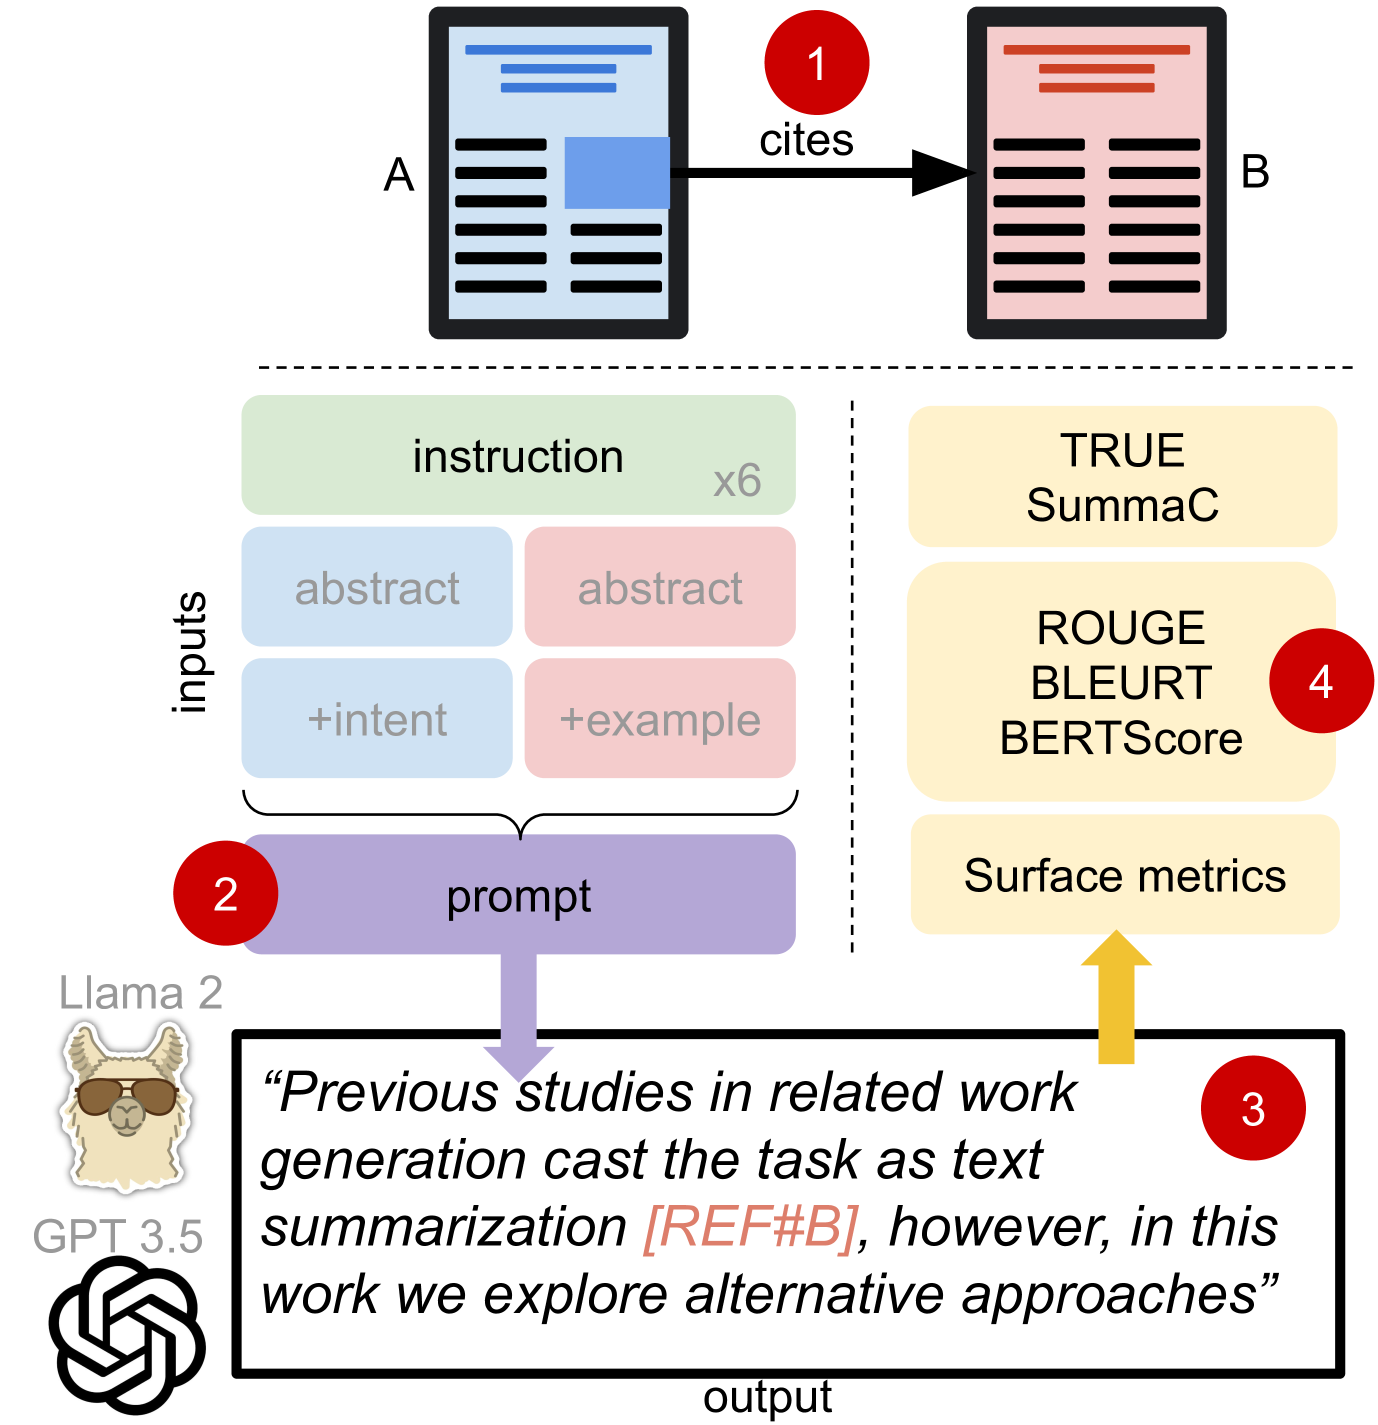 1
cites
A
B
instruction
x6
abstract
abstract
+intent
+example
inputs
2
prompt
TRUE
SummaC
ROUGE
BLEURT
BERTScore
4
Surface metrics
Llama 2
GPT 3.5
3
“Previous studies in related work
generation cast the task as text
summarization [REF#B], however, in this
work we explore alternative approaches”
output